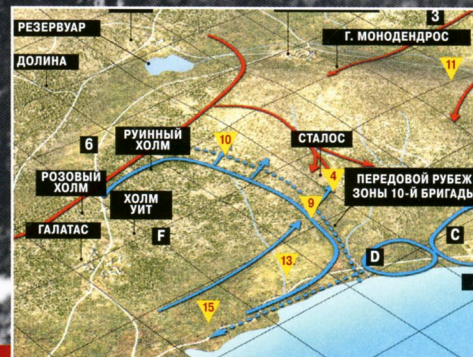 РЕЗЕРВУАР
3
Г. МОНОДЕНДРОС
ДОЛИНА
11
6
РУИННЫЙ
ХОЛМ
10
СТАЛОС
РОЗОВЫЙ
ХОЛМ
4
ПЕРЕДОВОЙ РУБЕЖ
ЗОНЫ 10-Й БРИГАДЫ
ХОЛМ
УИТ
9
ГАЛАТАС
F
C
13
D
15